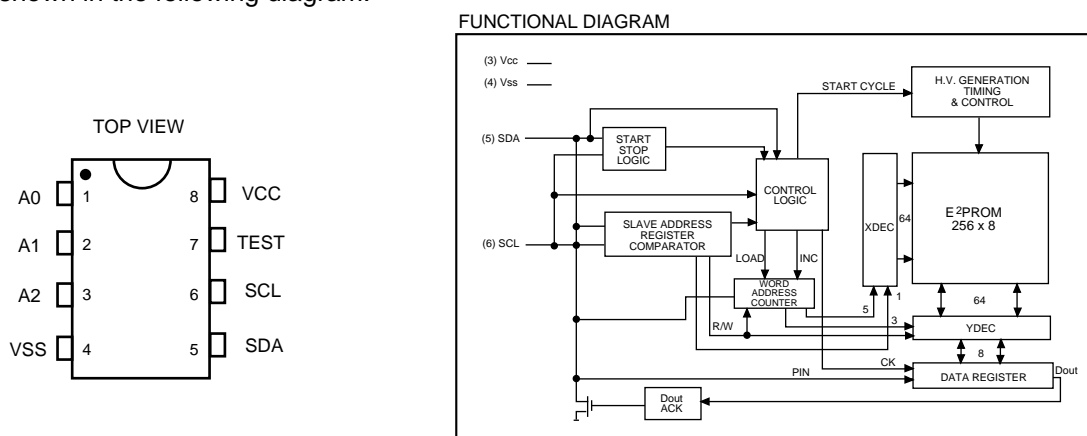 shown in the following diagram.
FUNCTIONAL DIAGRAM
TOP VIEW
A0 1
A1 2
A2 3
VSS 4
8 VCC
7 TEST
6 SCL
5 SDA
(3) Vcc
(4) Vss
(5) SDA
(6) SCL
START
STOP
LOGIC
SLAVE ADDRESS
REGISTER
COMPARATOR
CONTROL
LOGIC
START CYCLE
H.V. GENERATION
TIMING
& CONTROL
LOAD
INC
WORD
ADDRESS
COUNTER
R/W
XDEC
64
E2PROM
256 x 8
1
5
3
64
YDEC
8
CK
PIN
DATA REGISTER
Dout
Dout
ACK